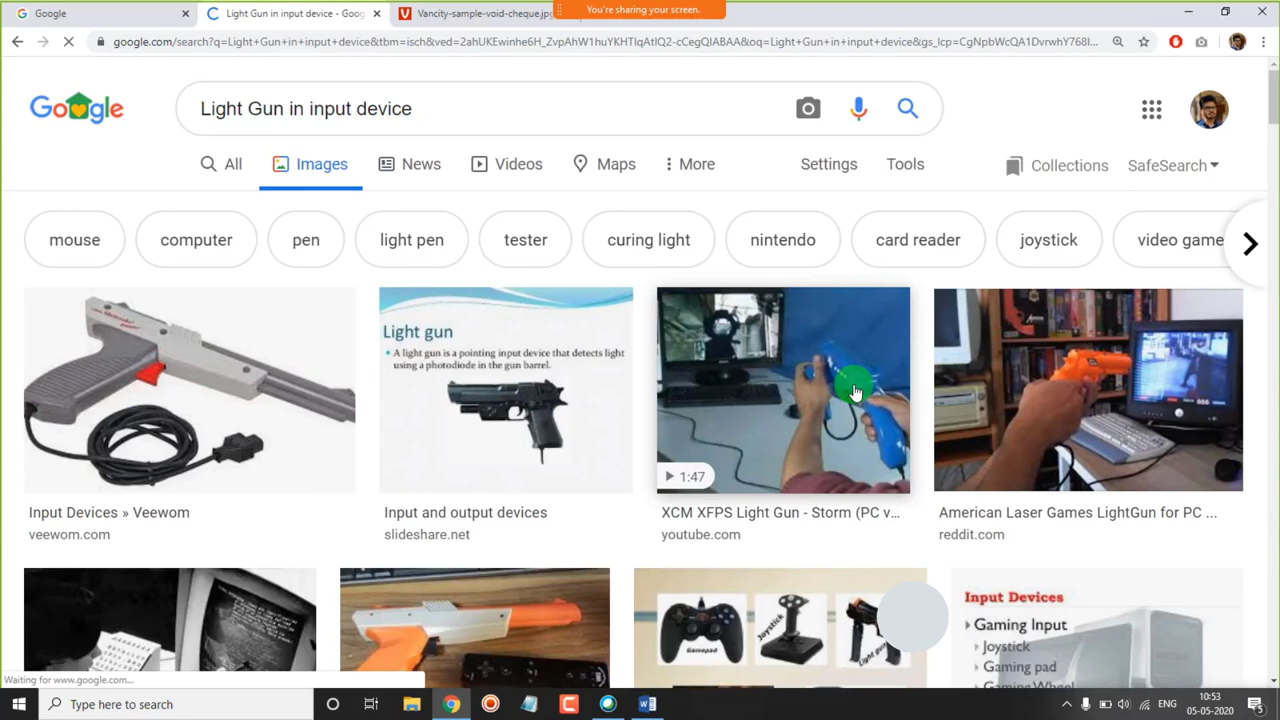 Google
Light Gun in input device - Goog
Vancity-sample-void-cheque.jpg
You're sharing your screen.
google.com/search?q=Light+Gun+in+input+device&tbm=isch&ved=2ahUKEwinhe6H_ZvpAhW1huYKHTIqAtIQ2-cCegQIABAA&oq=Light+Gun+in+input+device&gs_lcp=CgNpbWcQA1DvrwhY768I...
Google
Light Gun in input device
All
Images
News
Videos
Maps
More
Settings
Tools
Collections
SafeSearch
mouse
computer
pen
light pen
tester
curing light
nintendo
card reader
joystick
video game
Light gun
• A light gun is a pointing input device that detects light
using a photodiode in the gun barrel.
1:47
Input Devices » Veewom
veewom.com
Input and output devices
slideshare.net
XCM XFPS Light Gun - Storm (PC v...
youtube.com
American Laser Games LightGun for PC ...
reddit.com
Gamepad
Joystick
Light gun
Input Devices
Gaming Input
Joystick
Gaming pad
Gaming Wheel
Waiting for www.google.com...
Type here to search
ENG
10:53
05-05-2020
5